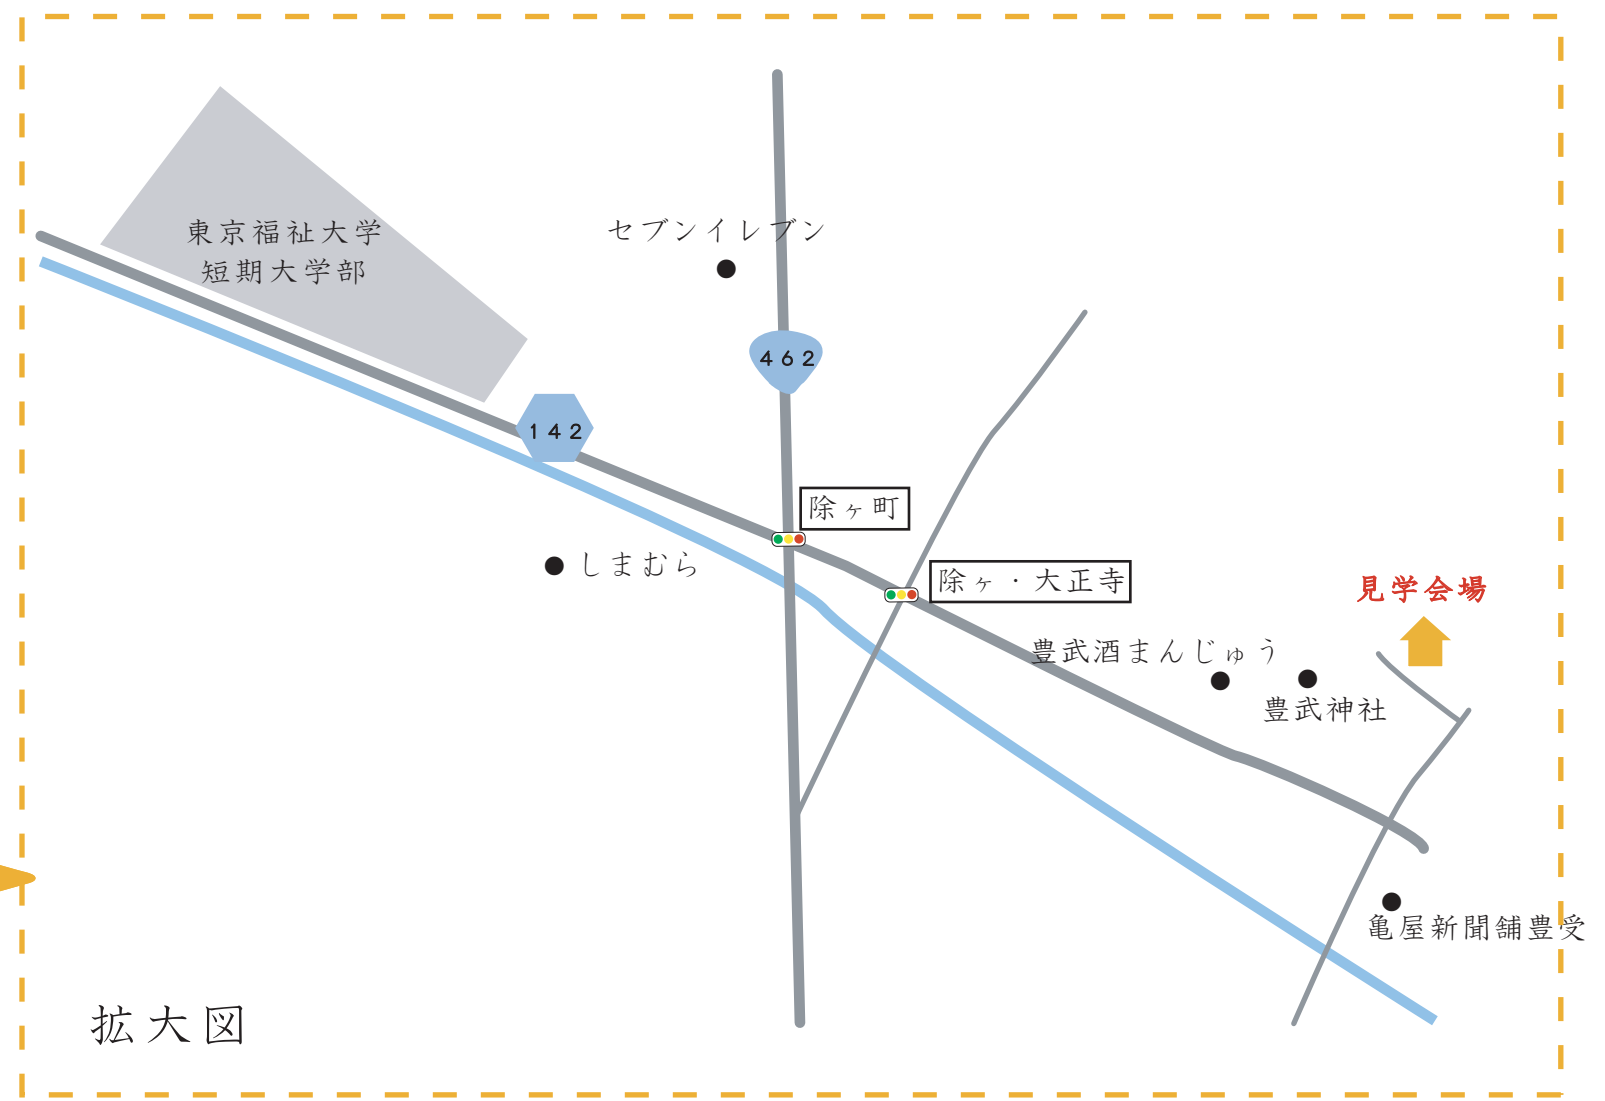 東京福祉大学
短期大学部
セブンイレブン
462
142
除ヶ町
しまむら
除ヶ・大正寺
見学会場
豊武酒まんじゅう
豊武神社
亀屋新聞舗豊受
拡大図